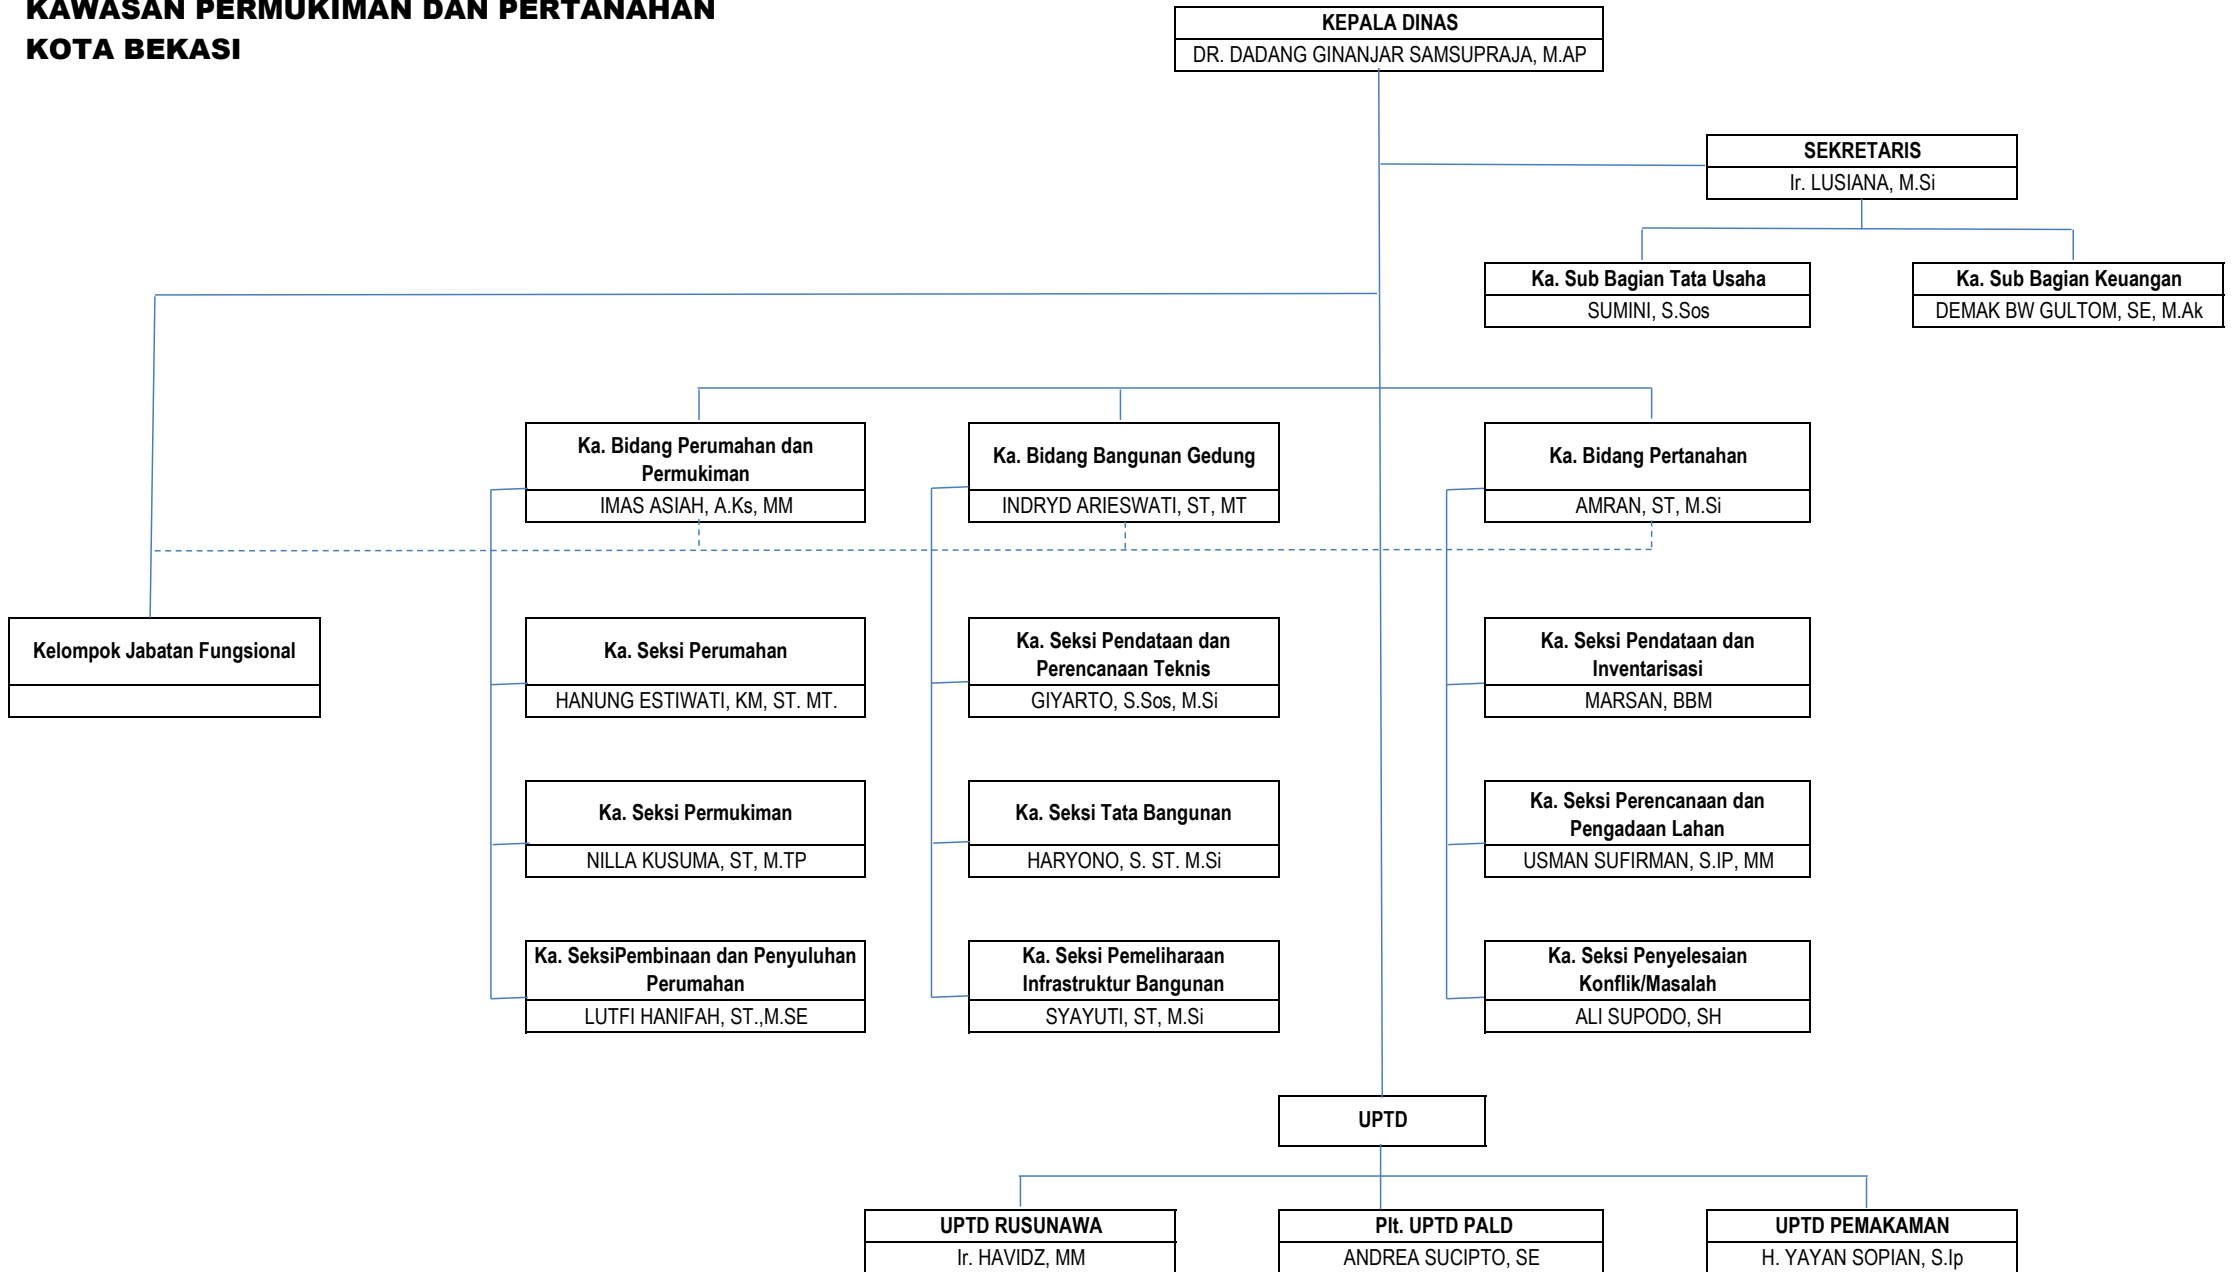 KAWASAN PERMUKIMAN DAN PERTANAHAN
KOTA BEKASI
KEPALA DINAS
DR. DADANG GINANJAR SAMSUPRAJA, M.AP
SEKRETARIS
Ir. LUSIANA, M.Si
Ka. Sub Bagian Tata Usaha
SUMINI, S.Sos
Ka. Sub Bagian Keuangan
DEMAK BW GULTOM, SE, M.Ak
Ka. Bidang Perumahan dan
Permukiman
IMAS ASIAH, A.Ks, MM
Ka. Bidang Bangunan Gedung
INDRYD ARIESWATI, ST, MT
Ka. Bidang Pertanahan
AMRAN, ST, M.Si
Kelompok Jabatan Fungsional
Ka. Seksi Perumahan
HANUNG ESTIWATI, KM, ST. MT.
Ka. Seksi Pendataan dan
Perencanaan Teknis
GIYARTO, S.Sos, M.Si
Ka. Seksi Pendataan dan
Inventarisasi
MARSAN, BBM
Ka. Seksi Permukiman
NILLA KUSUMA, ST, M.TP
Ka. Seksi Tata Bangunan
HARYONO, S. ST. M.Si
Ka. Seksi Perencanaan dan
Pengadaan Lahan
USMAN SUFIRMAN, S.IP, MM
Ka. SeksiPembinaan dan Penyuluhan
Perumahan
LUTFI HANIFAH, ST.,M.SE
Ka. Seksi Pemeliharaan
Infrastruktur Bangunan
SYAYUTI, ST, M.Si
Ka. Seksi Penyelesaian
Konflik/Masalah
ALI SUPODO, SH
UPTD
UPTD RUSUNAWA
Ir. HAVIDZ, MM
Plt. UPTD PALD
ANDREA SUCIPTO, SE
UPTD PEMAKAMAN
H. YAYAN SOPIAN, S.Ip